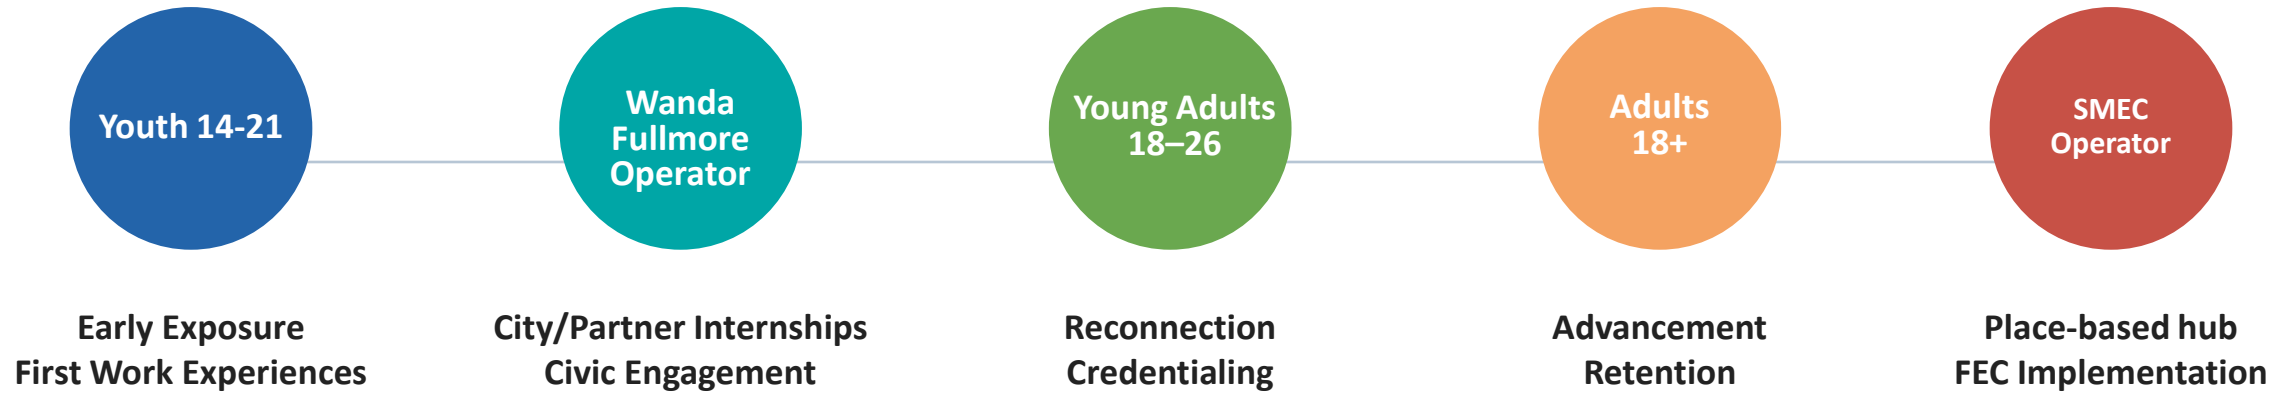 Youth 14-21
Wanda
Fullmore
Operator
Young Adults
18–26
Adults
18+
SMEC
Operator
Early Exposure
First Work Experiences
City/Partner Internships
Civic Engagement
Reconnection
Credentialing
Advancement
Retention
Place-based hub
FEC Implementation